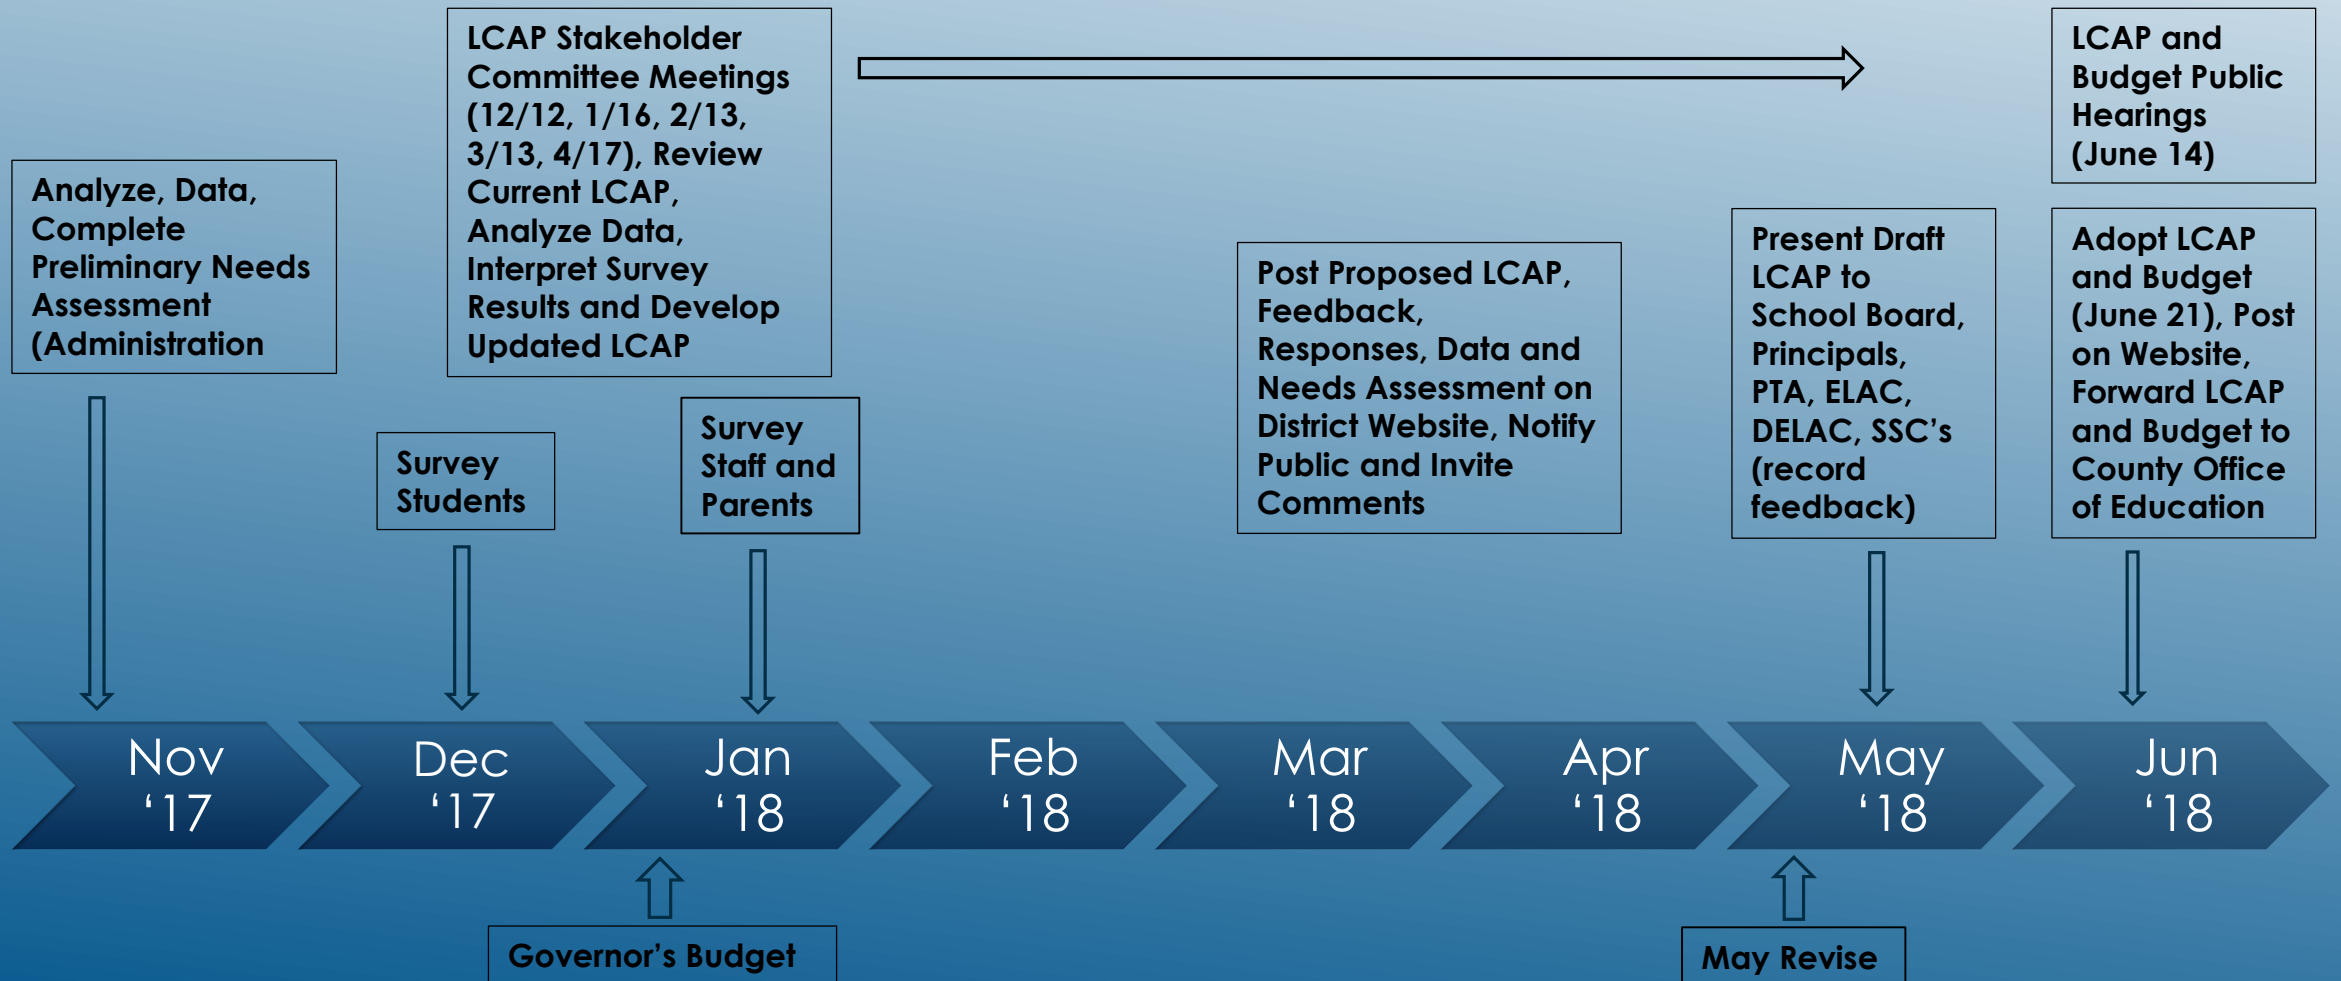 LCAP Stakeholder
Committee Meetings
(12/12, 1/16, 2/13,
3/13, 4/17), Review
Current LCAP,
Analyze Data,
Interpret Survey
Results and Develop
Updated LCAP
LCAP and
Budget Public
Hearings
(June 14)
Analyze, Data,
Complete
Preliminary Needs
Assessment
(Administration
Post Proposed LCAP,
Feedback,
Responses, Data and
Needs Assessment on
District Website, Notify
Public and Invite
Comments
Present Draft
LCAP to
School Board,
Principals,
PTA, ELAC,
DELAC, SSC’s
(record
feedback)
Adopt LCAP
and Budget
(June 21), Post
on Website,
Forward LCAP
and Budget to
County Office
of Education
Survey
Students
Survey
Staff and
Parents
Nov
‘17
Dec
‘17
Jan
‘18
Feb
‘18
Mar
‘18
Apr
‘18
May
‘18
Jun
‘18
Governor’s Budget
May Revise